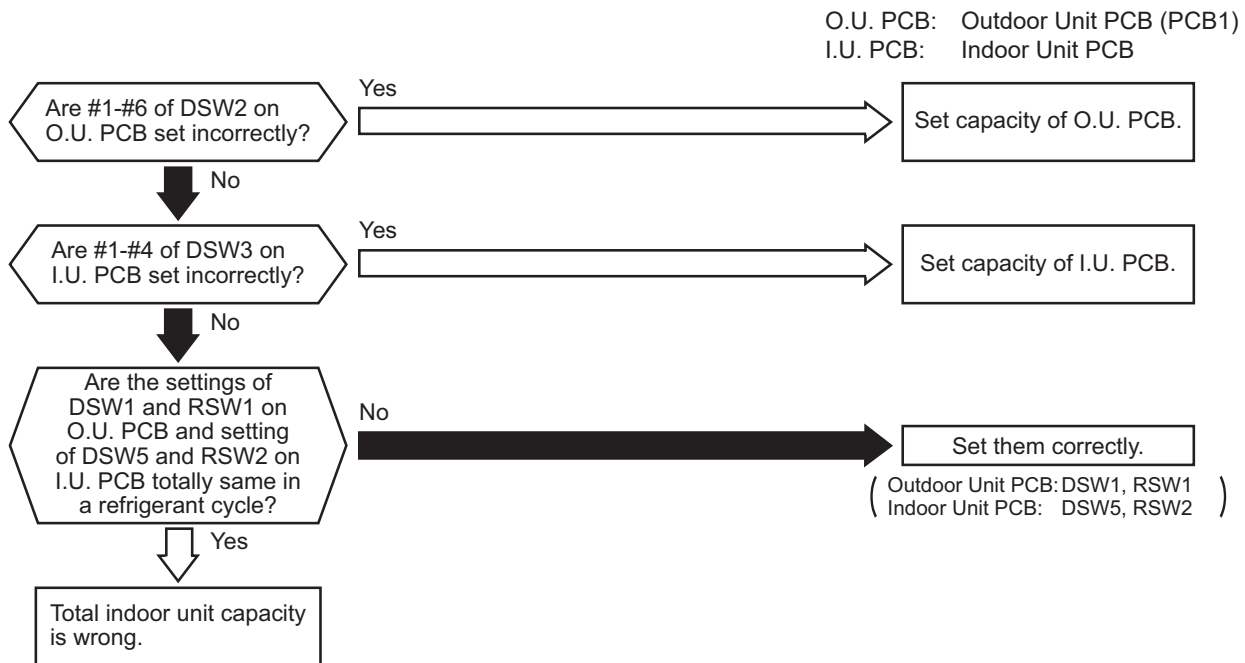 O.U. PCB: Outdoor Unit PCB (PCB1)
I.U. PCB: Indoor Unit PCB
Are #1-#6 of DSW2 on
O.U. PCB set incorrectly?
Yes
Set capacity of O.U. PCB.
No
Are #1-#4 of DSW3 on
I.U. PCB set incorrectly?
Yes
Set capacity of I.U. PCB.
No
Are the settings of
DSW1 and RSW1 on
O.U. PCB and setting
of DSW5 and RSW2 on
I.U. PCB totally same in
a refrigerant cycle?
No
Set them correctly.
(Outdoor Unit PCB: DSW1, RSW1
Indoor Unit PCB: DSW5, RSW2)
Yes
Total indoor unit capacity
is wrong.